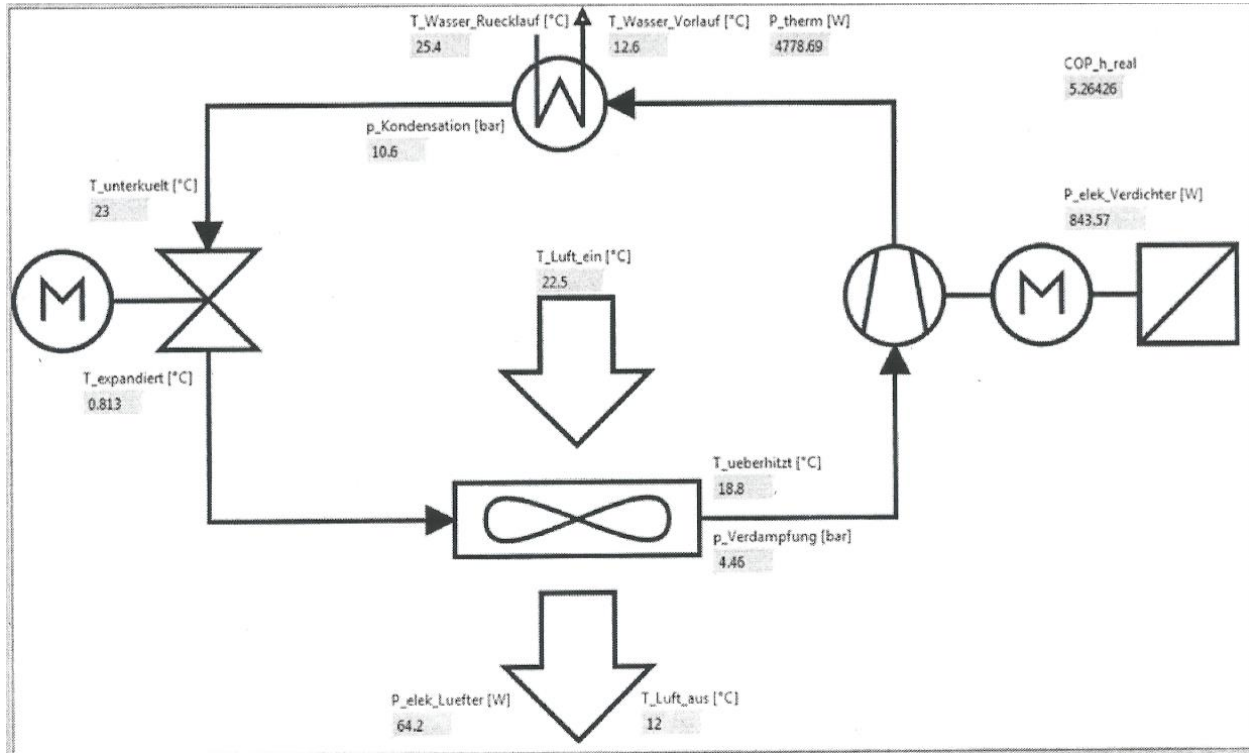 T_Wasser_Ruecklauf [°C]
25.4
T_Wasser_Vorlauf [°C]
12.6
P_therm [W]
4778.69
COP_h_real
5.26426
p_Kondensation [bar]
10.6
T_unterkuelt [°C]
23
P_elek_Verdichter [W]
843.57
T_Luft_ein [°C]
22.5
M
M
T_expandiert [°C]
0.813
T_ueberhitzt [°C]
18.8
p_Verdampfung [bar]
4.46
P_elek_Luefter [W]
64.2
T_Luft_aus [°C]
12